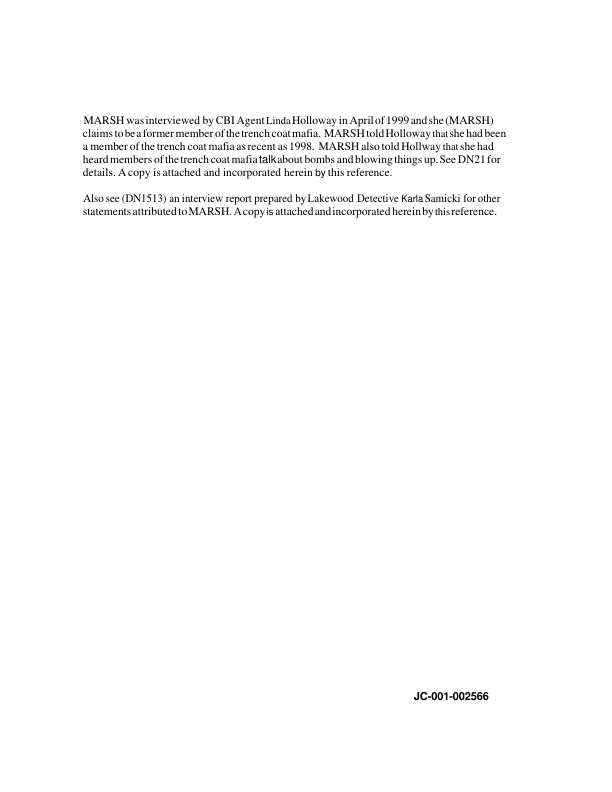 MARSH was interviewed by CBI Agent Linda Holloway in April of 1999 and she (MARSH)
claims to be a former member of the trench coat mafia. MARSH told Holloway that she had been
a member of the trench coat mafia as recent as 1998. MARSH also told Hollway that she had
heard members of the trench coat mafia talk about bombs and blowing things up. See DN21 for
details. A copy is attached and incorporated herein by this reference.
Also see (DN1513) an interview report prepared by Lakewood Detective Karla Samicki for other
statements attributed to MARSH. A copy is attached and incorporated herein by this reference.
JC-001-002566